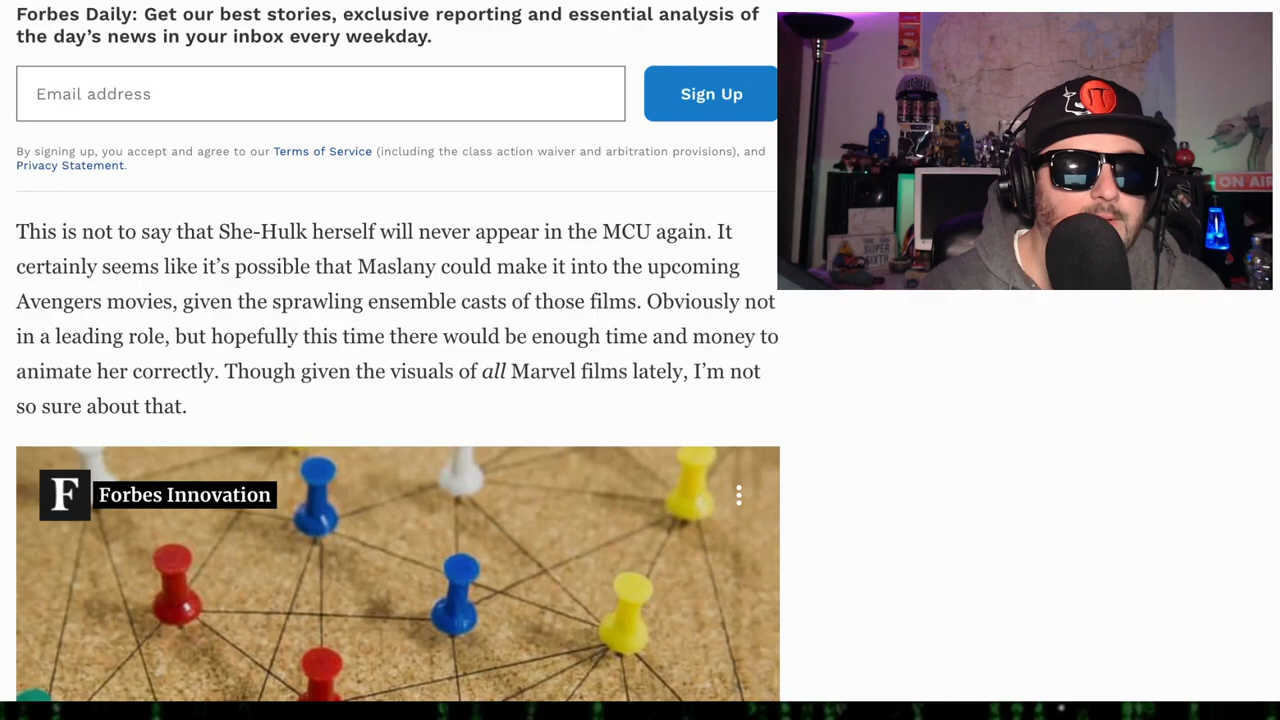 Forbes Daily: Get our best stories, exclusive reporting and essential analysis of
the day’s news in your inbox every weekday.
Email address
Sign Up
By signing up, you accept and agree to our Terms of Service (including the class action waiver and arbitration provisions), and
Privacy Statement.
This is not to say that She-Hulk herself will never appear in the MCU again. It
certainly seems like it’s possible that Maslany could make it into the upcoming
Avengers movies, given the sprawling ensemble casts of those films. Obviously not
in a leading role, but hopefully this time there would be enough time and money to
animate her correctly. Though given the visuals of all Marvel films lately, I’m not
so sure about that.
F Forbes Innovation
ON AIR
SUPER
SIXTH